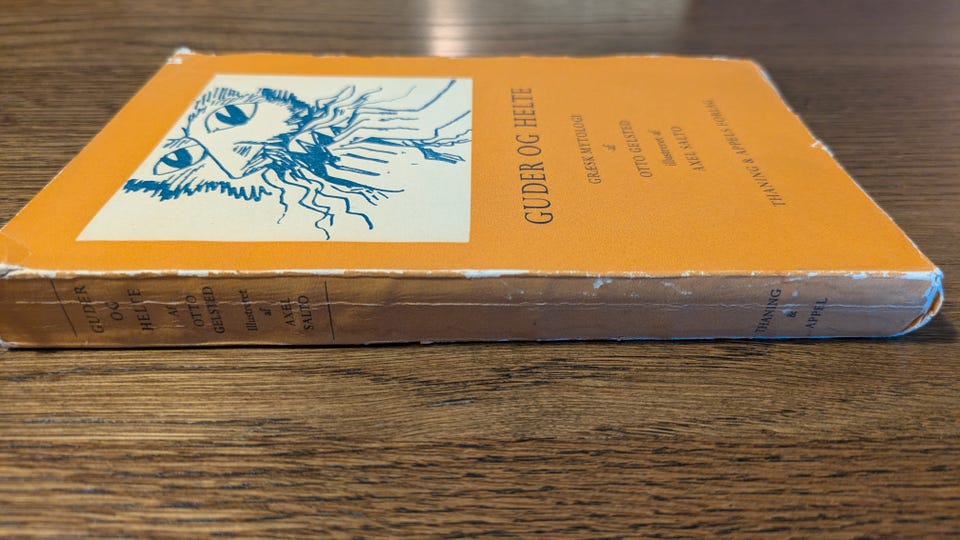 GUDER OG HELTE
GRÆSK MYTOLOGI
af
OTTO GELSTED
Illustreret af
AXEL SALTO
THANING & APPELS FORLAG
GUDER
OG
HELTE
AF
OTTO
GELSTED
Illustreret
af
AXEL
SALTO
THANING
&
APPEL